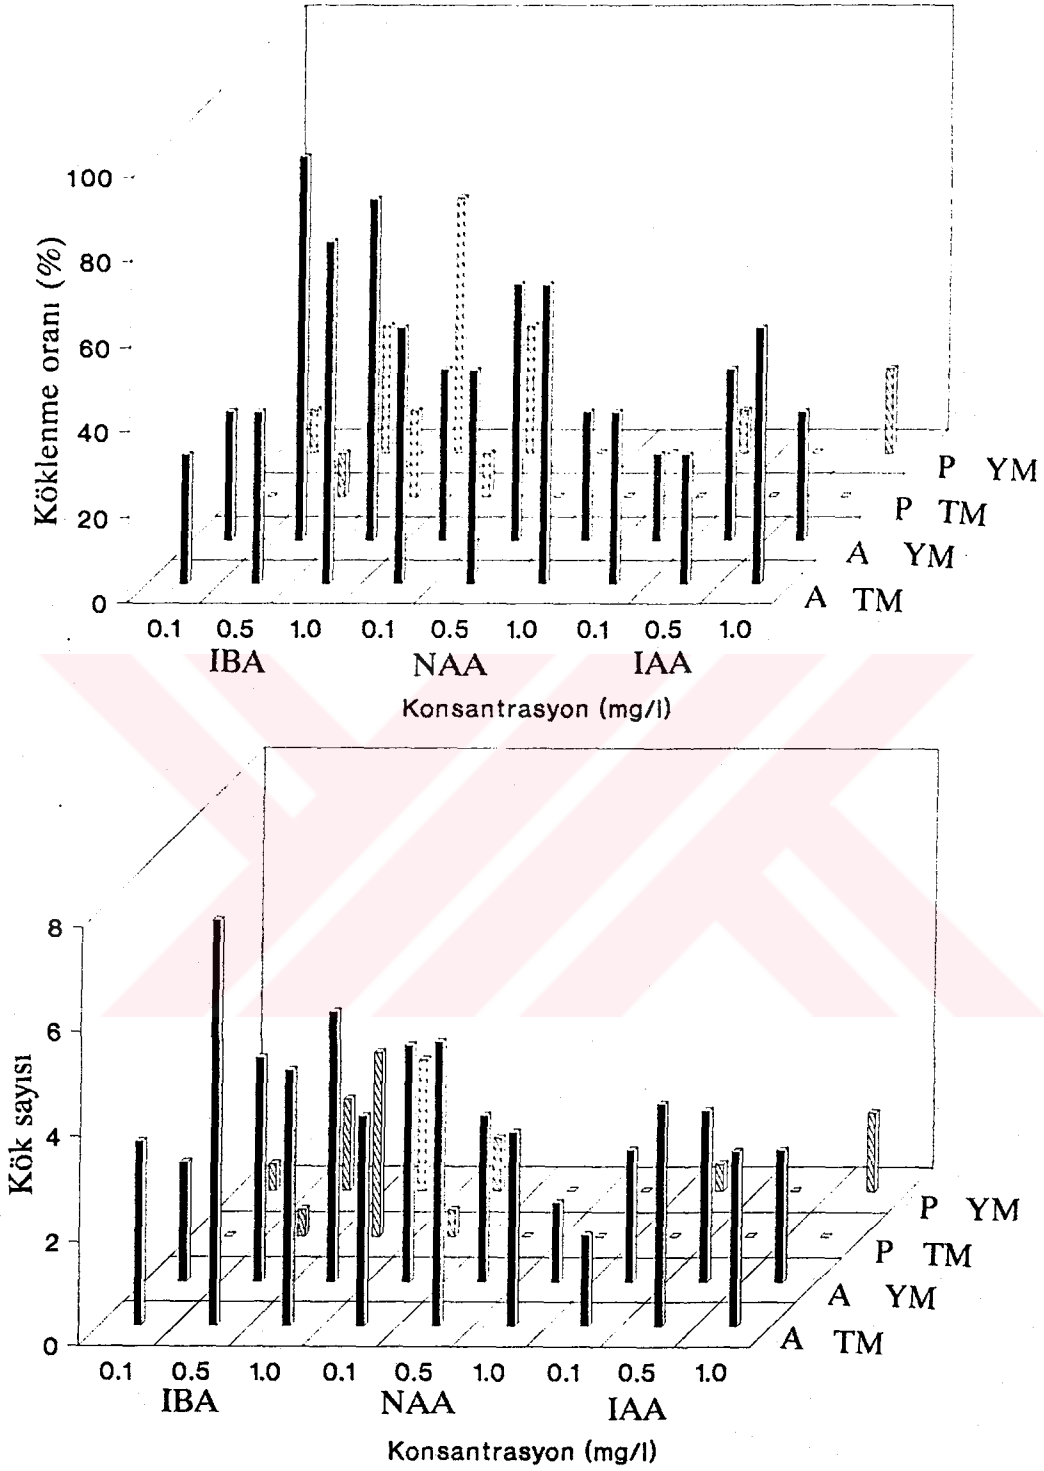 Köklenme oranı (%)
100
80
60
40
20
0
P YM
P TM
A YM
A TM
0.1 0.5 1.0 0.1 0.5 1.0 0.1 0.5 1.0
IBA NAA IAA
Konsantrasyon (mg/l)
Kök sayısı
8
6
4
2
0
P YM
P TM
A YM
A TM
0.1 0.5 1.0 0.1 0.5 1.0 0.1 0.5 1.0
IBA NAA IAA
Konsantrasyon (mg/l)